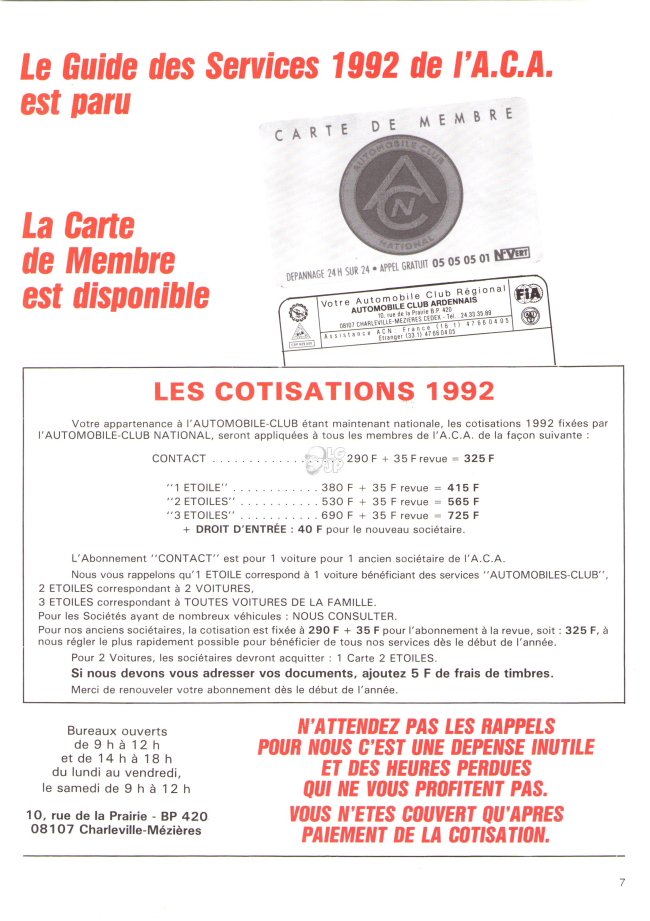 Le Guide des Services 1992 de l'A.C.A.
est paru
CARTE DE MEMBRE
AUTOMOBILE CLUB
ACN
NATIONAL
DEPANNAGE 24 H SUR 24 • APPEL GRATUIT 05 05 05 01 N°VERT
La Carte
de Membre
est disponible
Votre Automobile Club Régional
AUTOMOBILE CLUB ARDENNAIS
10, rue de la Prairie B.P. 420
08107 CHARLEVILLE-MEZIERES CEDEX - Tél. : 24.33.35.89
Assistance ACN France (16.1) 47660405
Etranger (33.1) 47660405
FIA
LES COTISATIONS 1992
Votre appartenance à l'AUTOMOBILE-CLUB étant maintenant nationale, les cotisations 1992 fixées par
l'AUTOMOBILE-CLUB NATIONAL, seront appliquées à tous les membres de l'A.C.A. de la façon suivante :
CONTACT . . . . . . . . . . . . . . . . . . 290 F + 35 F revue = 325 F
LG
JP
''1 ETOILE'' . . . . . . . . . . . . 380 F + 35 F revue = 415 F
''2 ETOILES'' . . . . . . . . . . . 530 F + 35 F revue = 565 F
''3 ETOILES'' . . . . . . . . . . . 690 F + 35 F revue = 725 F
+ DROIT D'ENTRÉE : 40 F pour le nouveau sociétaire.
L'Abonnement ''CONTACT'' est pour 1 voiture pour 1 ancien sociétaire de l'A.C.A.
Nous vous rappelons qu'1 ETOILE correspond à 1 voiture bénéficiant des services ''AUTOMOBILES-CLUB'',
2 ETOILES correspondant à 2 VOITURES,
3 ETOILES correspondant à TOUTES VOITURES DE LA FAMILLE.
Pour les Sociétés ayant de nombreux véhicules : NOUS CONSULTER.
Pour nos anciens sociétaires, la cotisation est fixée à 290 F + 35 F pour l'abonnement à la revue, soit : 325 F, à
nous régler le plus rapidement possible pour bénéficier de tous nos services dès le début de l'année.
Pour 2 Voitures, les sociétaires devront acquitter : 1 Carte 2 ETOILES.
Si nous devons vous adresser vos documents, ajoutez 5 F de frais de timbres.
Merci de renouveler votre abonnement dès le début de l'année.
Bureaux ouverts
de 9 h à 12 h
et de 14 h à 18 h
du lundi au vendredi,
le samedi de 9 h à 12 h
10, rue de la Prairie - BP 420
08107 Charleville-Mézières
N'ATTENDEZ PAS LES RAPPELS
POUR NOUS C'EST UNE DEPENSE INUTILE
ET DES HEURES PERDUES
QUI NE VOUS PROFITENT PAS.
VOUS N'ETES COUVERT QU'APRES
PAIEMENT DE LA COTISATION.
7